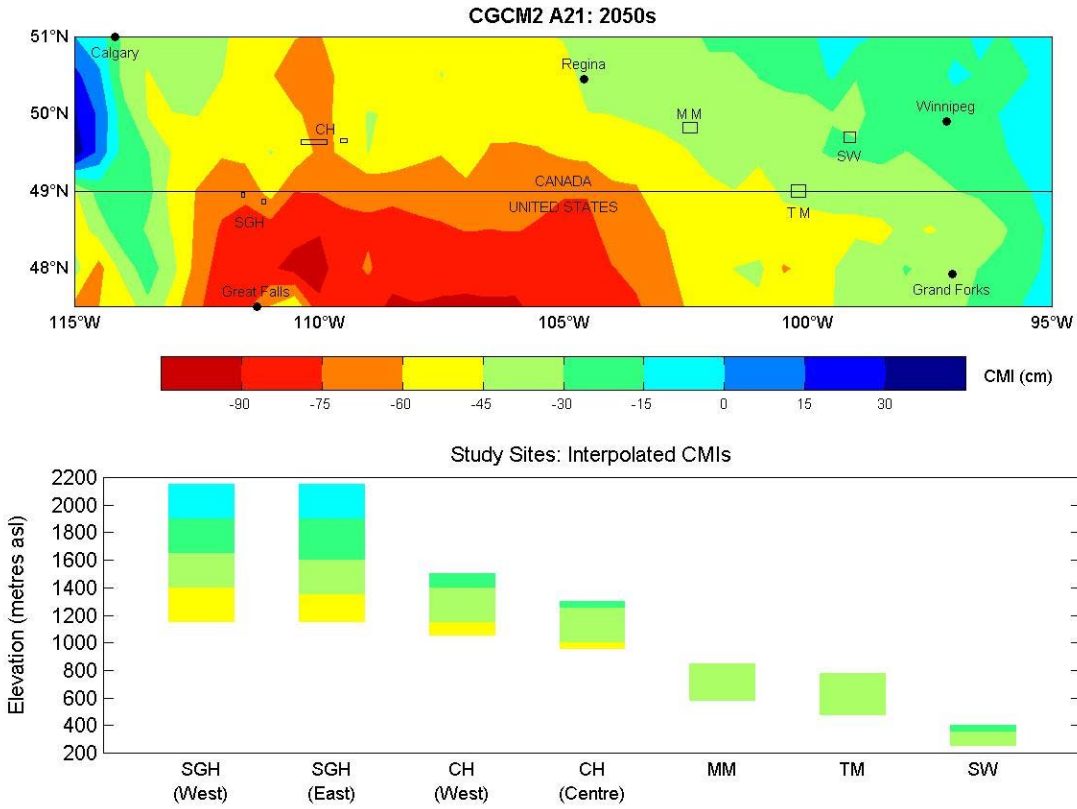 CGCM2 A21: 2050s
51°N
Calgary
Regina
50°N
Winnipeg
M M
CH
SW
49°N
CANADA
UNITED STATES
SGH
T M
48°N
Great Falls
Grand Forks
115°W 110°W 105°W 100°W 95°W
CMI (cm)
-90 -75 -60 -45 -30 -15 0 15 30
Study Sites: Interpolated CMIs
Elevation (metres asl)
2200
2000
1800
1600
1400
1200
1000
800
600
400
200
SGH (West)
SGH (East)
CH (West)
CH (Centre)
MM
TM
SW